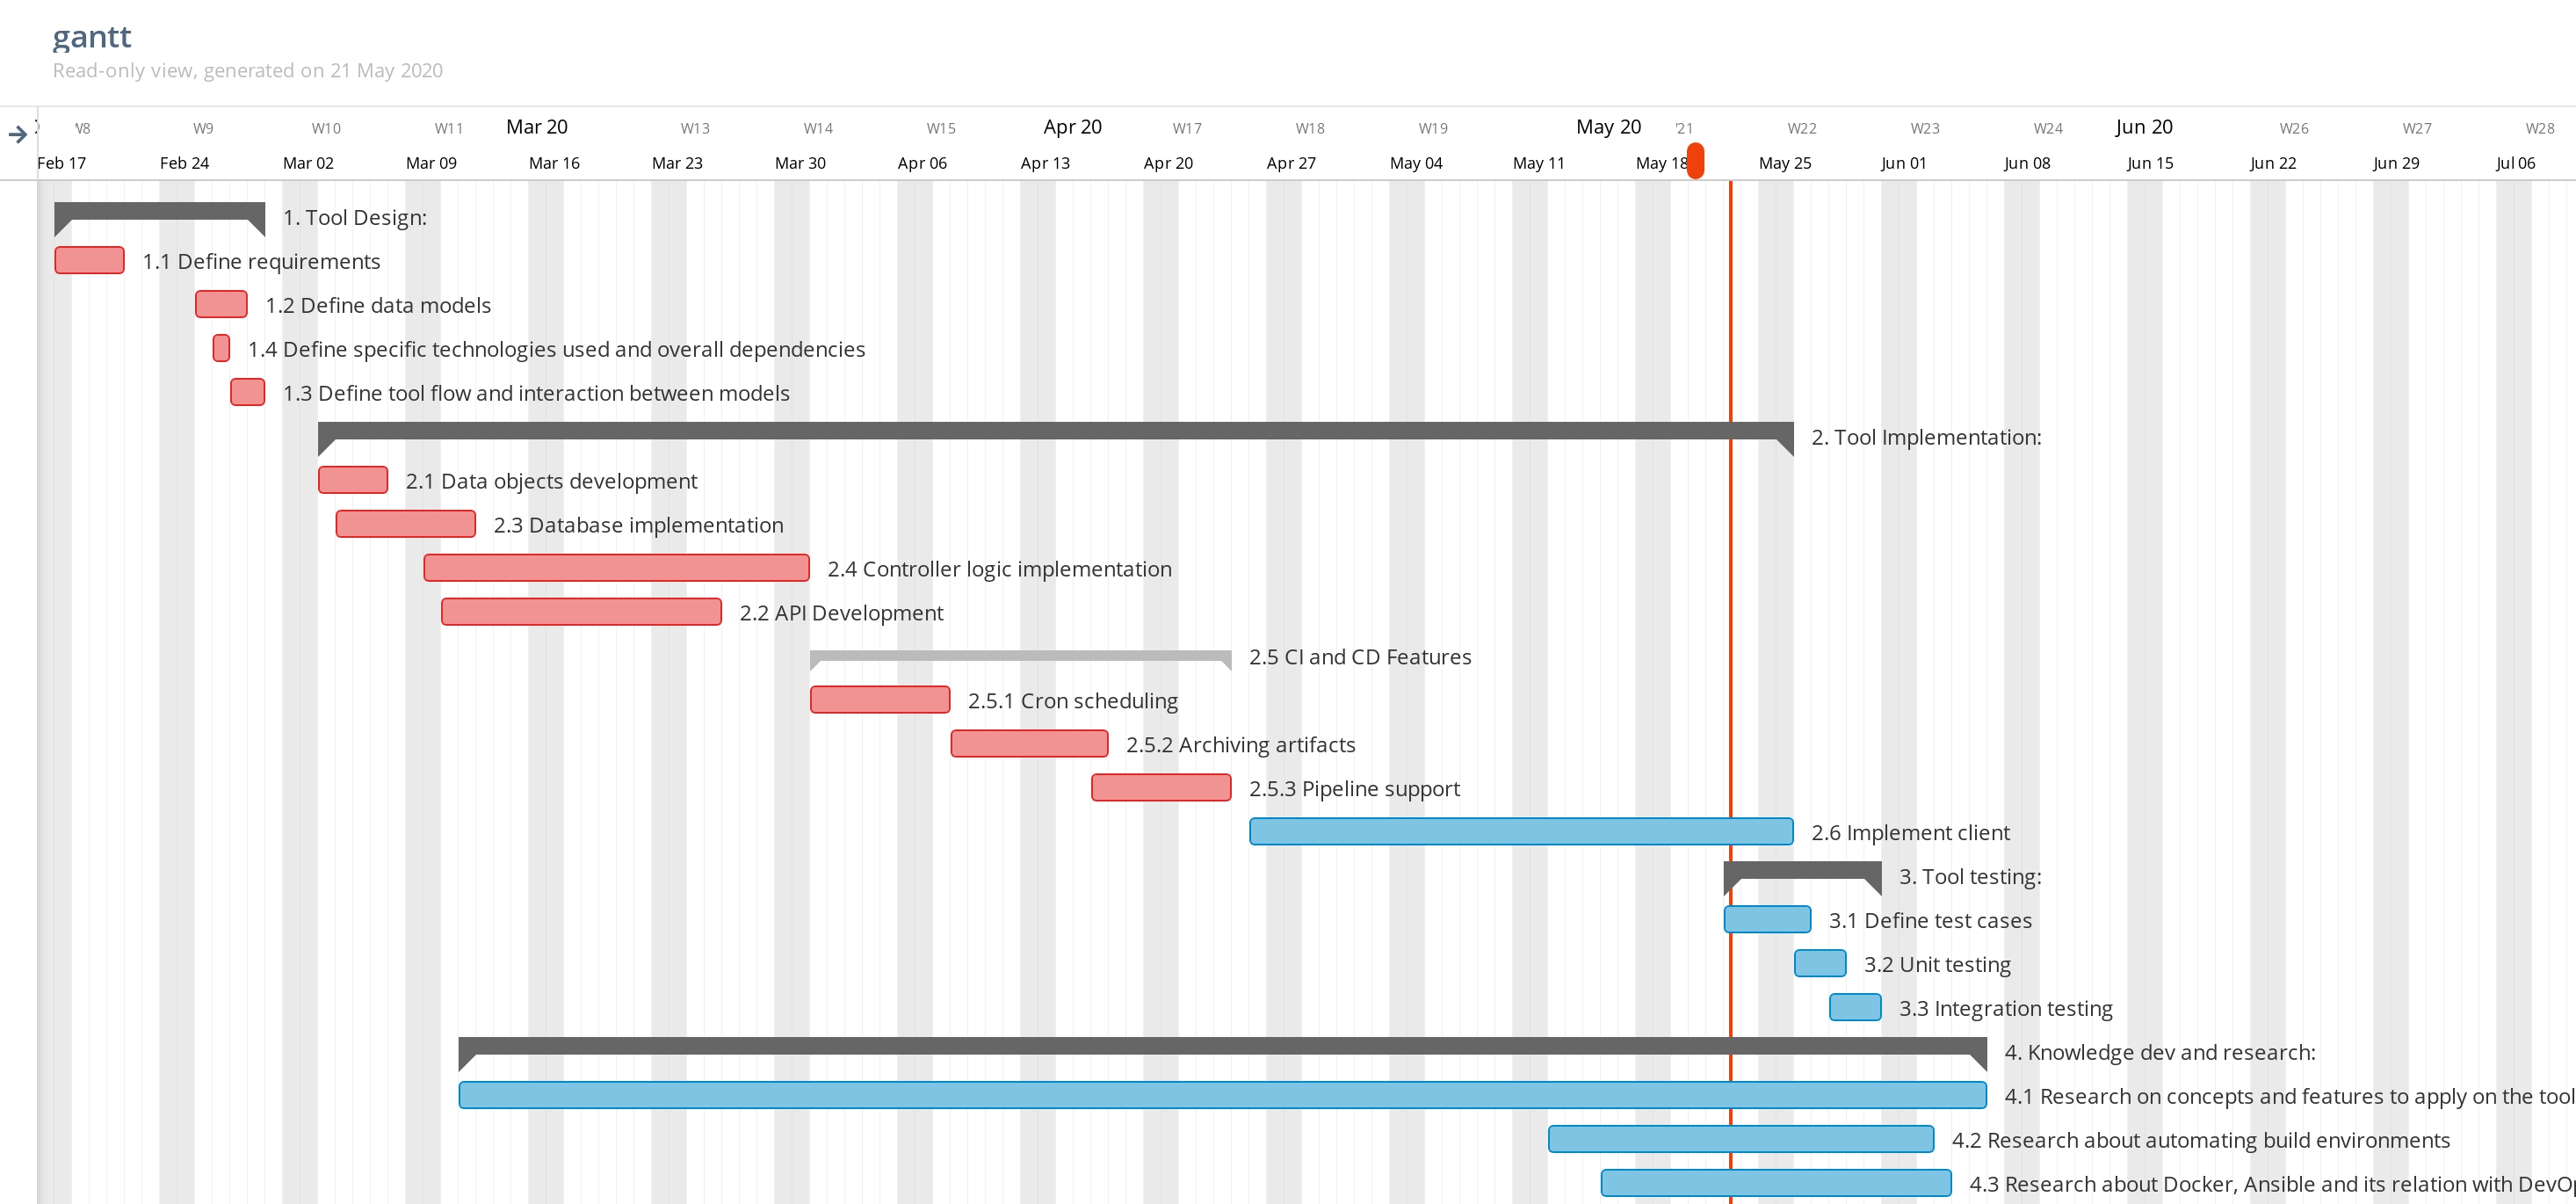 gantt
Read-only view, generated on 21 May 2020
W8 W9 W10 W11 Mar 20 W13 W14 W15 Apr 20 W17 W18 W19 May 20 '21 W22 W23 W24 Jun 20 W26 W27 W28
Feb 17 Feb 24 Mar 02 Mar 09 Mar 16 Mar 23 Mar 30 Apr 06 Apr 13 Apr 20 Apr 27 May 04 May 11 May 18 May 25 Jun 01 Jun 08 Jun 15 Jun 22 Jun 29 Jul 06
1. Tool Design:
1.1 Define requirements
1.2 Define data models
1.4 Define specific technologies used and overall dependencies
1.3 Define tool flow and interaction between models
2. Tool Implementation:
2.1 Data objects development
2.3 Database implementation
2.4 Controller logic implementation
2.2 API Development
2.5 CI and CD Features
2.5.1 Cron scheduling
2.5.2 Archiving artifacts
2.5.3 Pipeline support
2.6 Implement client
3. Tool testing:
3.1 Define test cases
3.2 Unit testing
3.3 Integration testing
4. Knowledge dev and research:
4.1 Research on concepts and features to apply on the tool
4.2 Research about automating build environments
4.3 Research about Docker, Ansible and its relation with